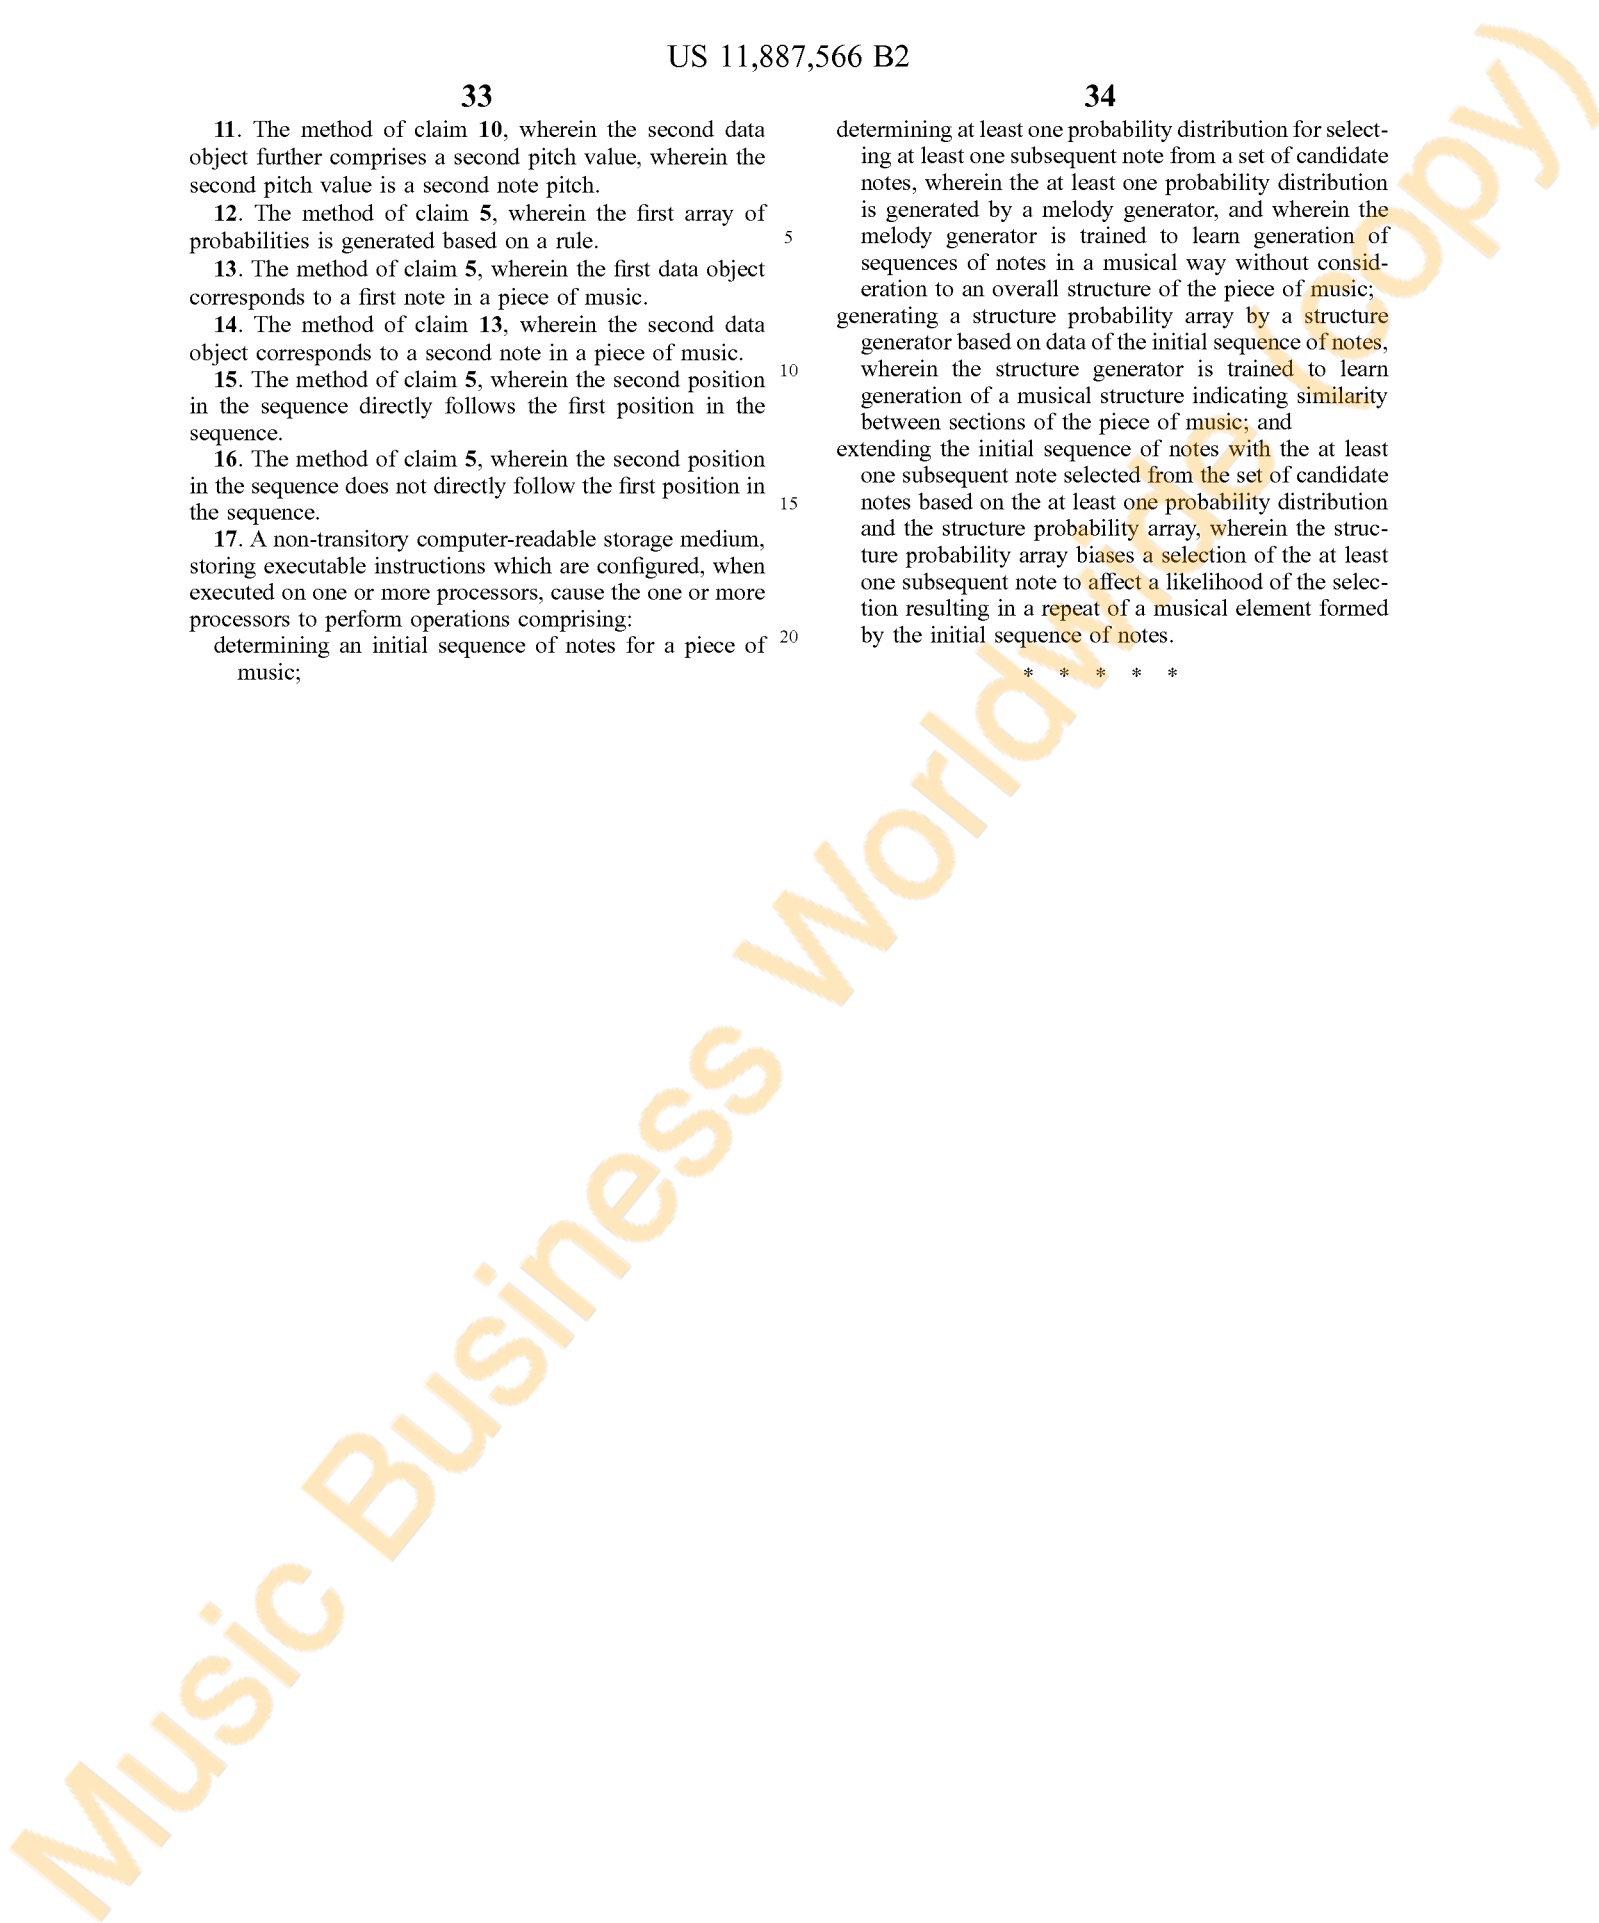 US 11,887,566 B2
33
11. The method of claim 10, wherein the second data
object further comprises a second pitch value, wherein the
second pitch value is a second note pitch.
12. The method of claim 5, wherein the first array of
probabilities is generated based on a rule.
13. The method of claim 5, wherein the first data object
corresponds to a first note in a piece of music.
14. The method of claim 13, wherein the second data
object corresponds to a second note in a piece of music.
15. The method of claim 5, wherein the second position
in the sequence directly follows the first position in the
sequence.
16. The method of claim 5, wherein the second position
in the sequence does not directly follow the first position in
the sequence.
17. A non-transitory computer-readable storage medium,
storing executable instructions which are configured, when
executed on one or more processors, cause the one or more
processors to perform operations comprising:
determining an initial sequence of notes for a piece of
music;
5
10
15
20
34
determining at least one probability distribution for select-
ing at least one subsequent note from a set of candidate
notes, wherein the at least one probability distribution
is generated by a melody generator, and wherein the
melody generator is trained to learn generation of
sequences of notes in a musical way without consid-
eration to an overall structure of the piece of music;
generating a structure probability array by a structure
generator based on data of the initial sequence of notes,
wherein the structure generator is trained to learn
generation of a musical structure indicating similarity
between sections of the piece of music; and
extending the initial sequence of notes with the at least
one subsequent note selected from the set of candidate
notes based on the at least one probability distribution
and the structure probability array, wherein the struc-
ture probability array biases a selection of the at least
one subsequent note to affect a likelihood of the selec-
tion resulting in a repeat of a musical element formed
by the initial sequence of notes.
* * * * *
Music Business Worldwide (copy)